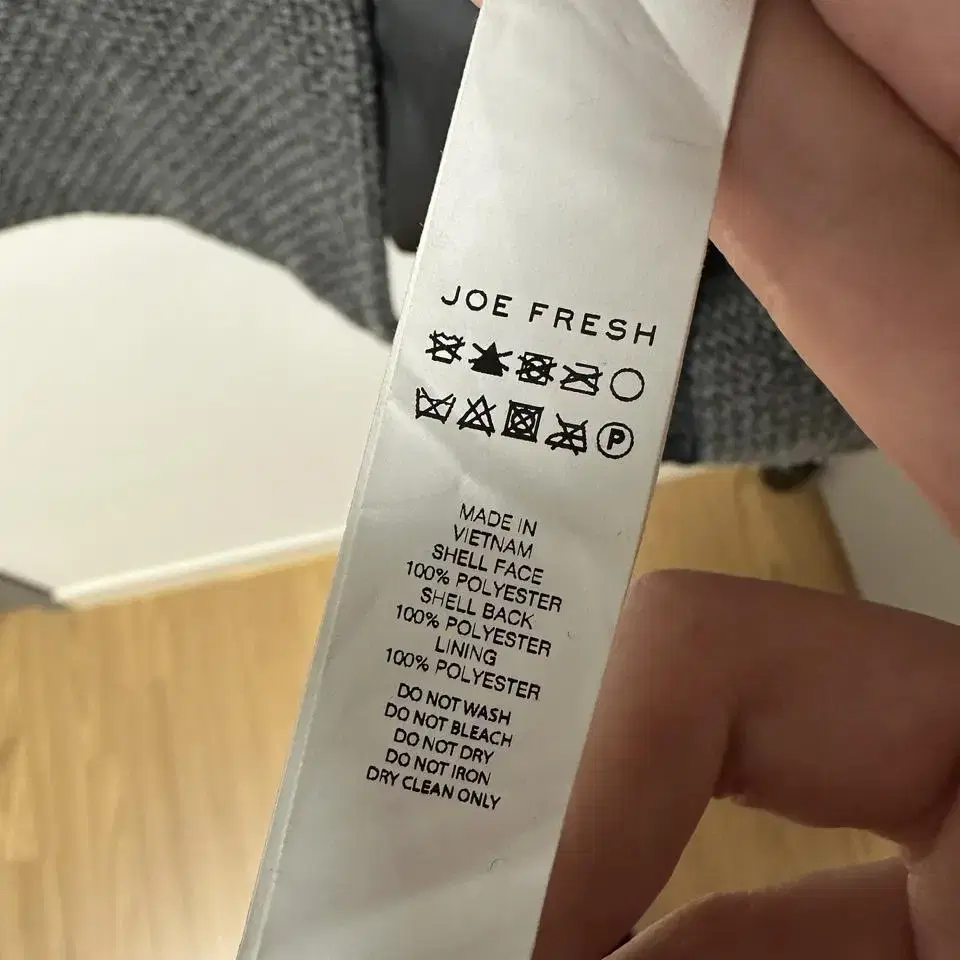 JOE FRESH
P
MADE IN
VIETNAM
SHELL FACE
100% POLYESTER
SHELL BACK
100% POLYESTER
LINING
100% POLYESTER
DO NOT WASH
DO NOT BLEACH
DO NOT DRY
DO NOT IRON
DRY CLEAN ONLY